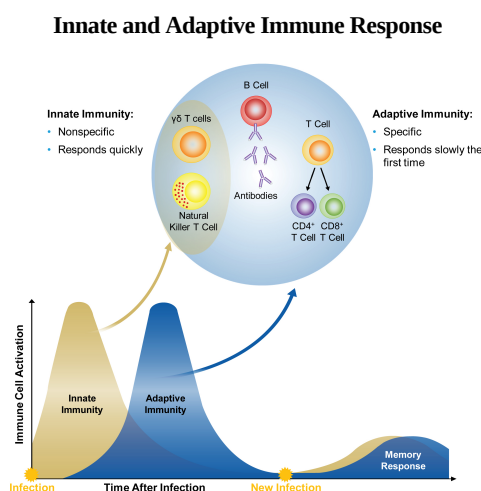 Innate and Adaptive Immune Response
Innate Immunity:
• Nonspecific
• Responds quickly
γδ T cells
Natural
Killer T Cell
B Cell
Antibodies
T Cell
CD4⁺
T Cell
CD8⁺
T Cell
Adaptive Immunity:
• Specific
• Responds slowly the
first time
Immune Cell Activation
Innate
Immunity
Adaptive
Immunity
Memory
Response
Infection
Time After Infection
New Infection